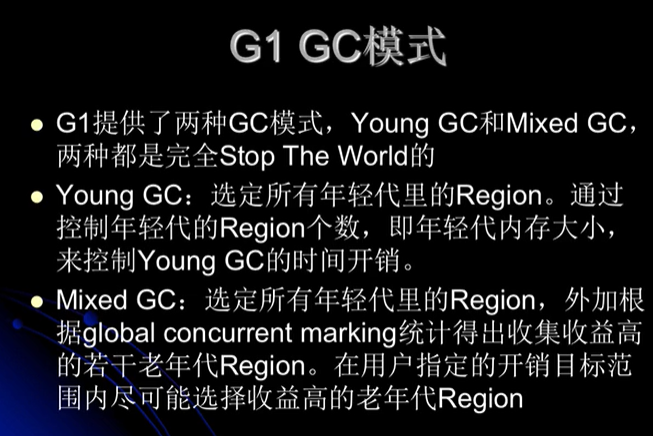 G1 GC模式
G1提供了两种GC模式，Young GC和Mixed GC，
两种都是完全Stop The World的
Young GC：选定所有年轻代里的Region。通过
控制年轻代的Region个数，即年轻代内存大小，
来控制Young GC的时间开销。
Mixed GC：选定所有年轻代里的Region，外加根
据global concurrent marking统计得出收集收益高
的若干老年代Region。在用户指定的开销目标范
围内尽可能选择收益高的老年代Region